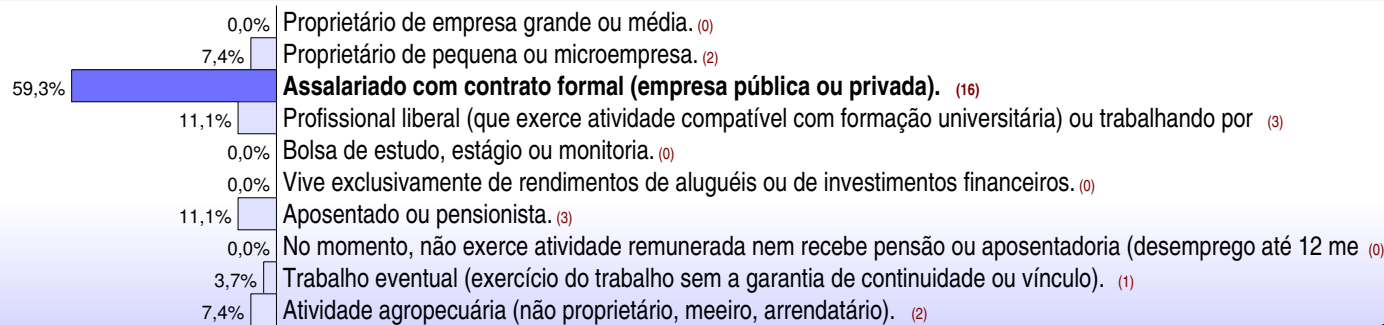 0,0% Proprietário de empresa grande ou média. (0)
7,4% Proprietário de pequena ou microempresa. (2)
59,3% Assalariado com contrato formal (empresa pública ou privada). (16)
11,1% Profissional liberal (que exerce atividade compatível com formação universitária) ou trabalhando por (3)
0,0% Bolsa de estudo, estágio ou monitoria. (0)
0,0% Vive exclusivamente de rendimentos de aluguéis ou de investimentos financeiros. (0)
11,1% Aposentado ou pensionista. (3)
0,0% No momento, não exerce atividade remunerada nem recebe pensão ou aposentadoria (desemprego até 12 me (0)
3,7% Trabalho eventual (exercício do trabalho sem a garantia de continuidade ou vínculo). (1)
7,4% Atividade agropecuária (não proprietário, meeiro, arrendatário). (2)